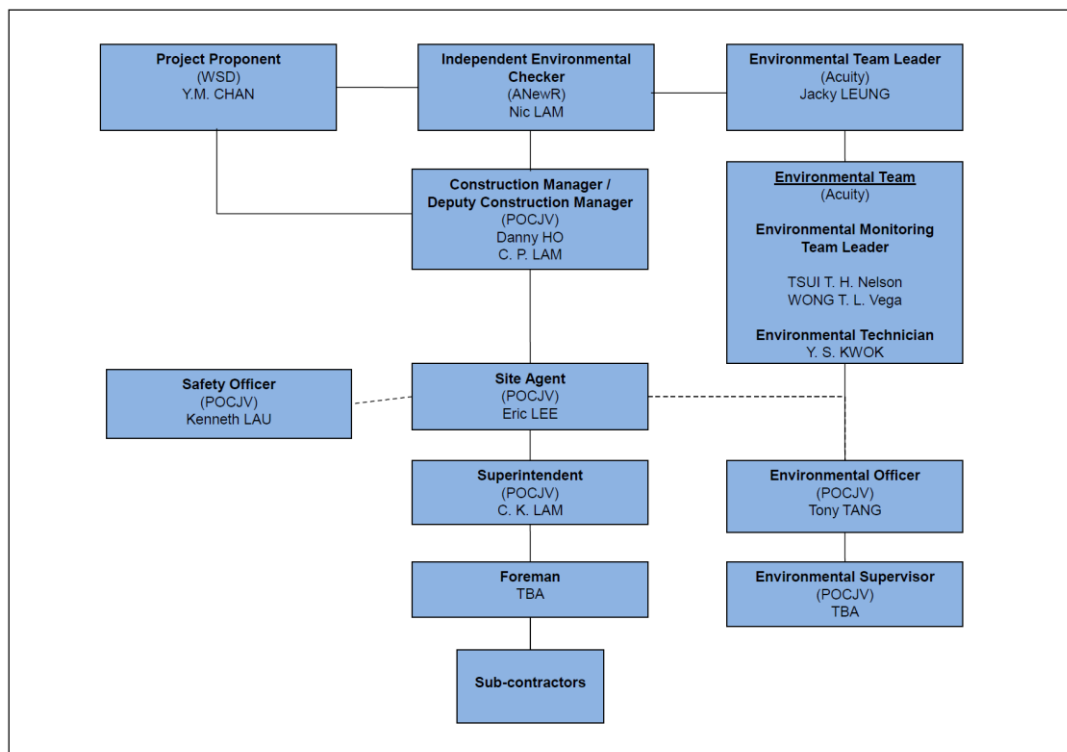 Project Proponent
(WSD)
Y.M. CHAN
Independent Environmental
Checker
(ANewR)
Nic LAM
Environmental Team Leader
(Acuity)
Jacky LEUNG
Construction Manager /
Deputy Construction Manager
(POCJV)
Danny HO
C. P. LAM
Environmental Team
(Acuity)
Environmental Monitoring
Team Leader
TSUI T. H. Nelson
WONG T. L. Vega
Environmental Technician
Y. S. KWOK
Safety Officer
(POCJV)
Kenneth LAU
Site Agent
(POCJV)
Eric LEE
Superintendent
(POCJV)
C. K. LAM
Environmental Officer
(POCJV)
Tony TANG
Foreman
TBA
Environmental Supervisor
(POCJV)
TBA
Sub-contractors